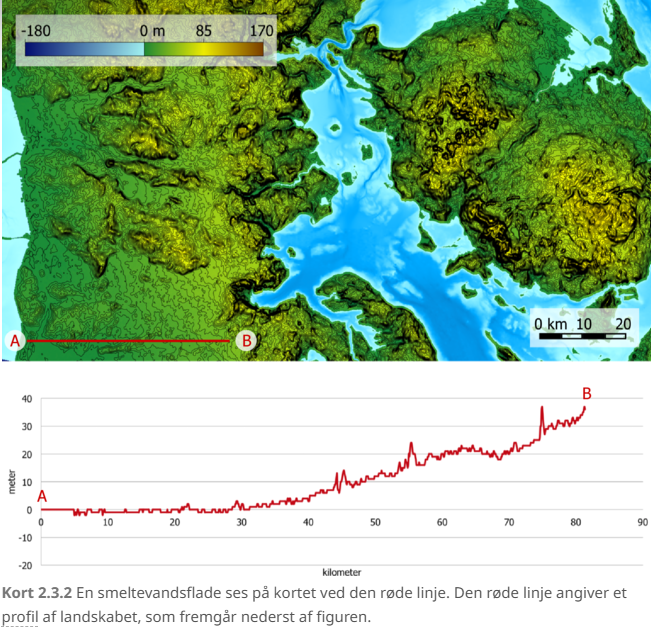 -180 0 m 85 170
A B
0 km 10 20
B
40
30
20
10
0
-10
-20
meter
A
0 10 20 30 40 50 60 70 80 90
kilometer
Kort 2.3.2 En smeltevandsflade ses på kortet ved den røde linje. Den røde linje angiver et
profil af landskabet, som fremgår nederst af figuren.